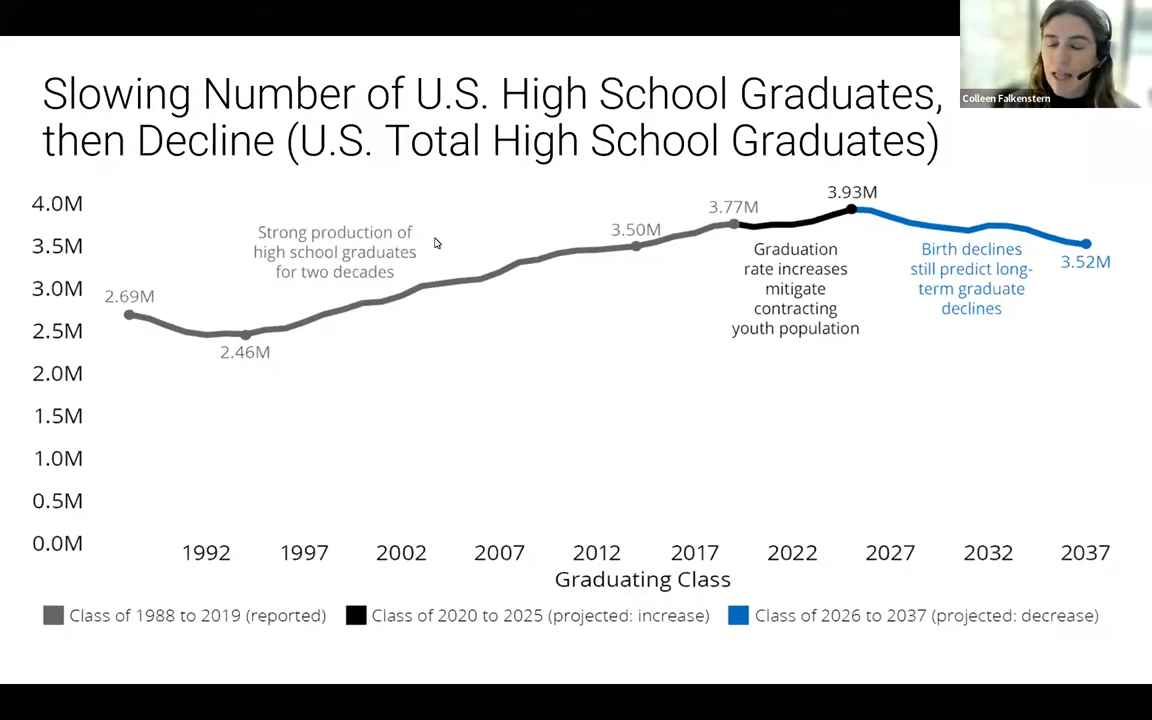 Colleen Falkenstern
Slowing Number of U.S. High School Graduates,
then Decline (U.S. Total High School Graduates)
4.0M
3.5M
3.0M
2.5M
2.0M
1.5M
1.0M
0.5M
0.0M
2.69M
2.46M
Strong production of
high school graduates
for two decades
3.50M
3.77M
3.93M
Graduation
rate increases
mitigate
contracting
youth population
Birth declines
still predict long-
term graduate
declines
3.52M
1992 1997 2002 2007 2012 2017 2022 2027 2032 2037
Graduating Class
Class of 1988 to 2019 (reported) Class of 2020 to 2025 (projected: increase) Class of 2026 to 2037 (projected: decrease)